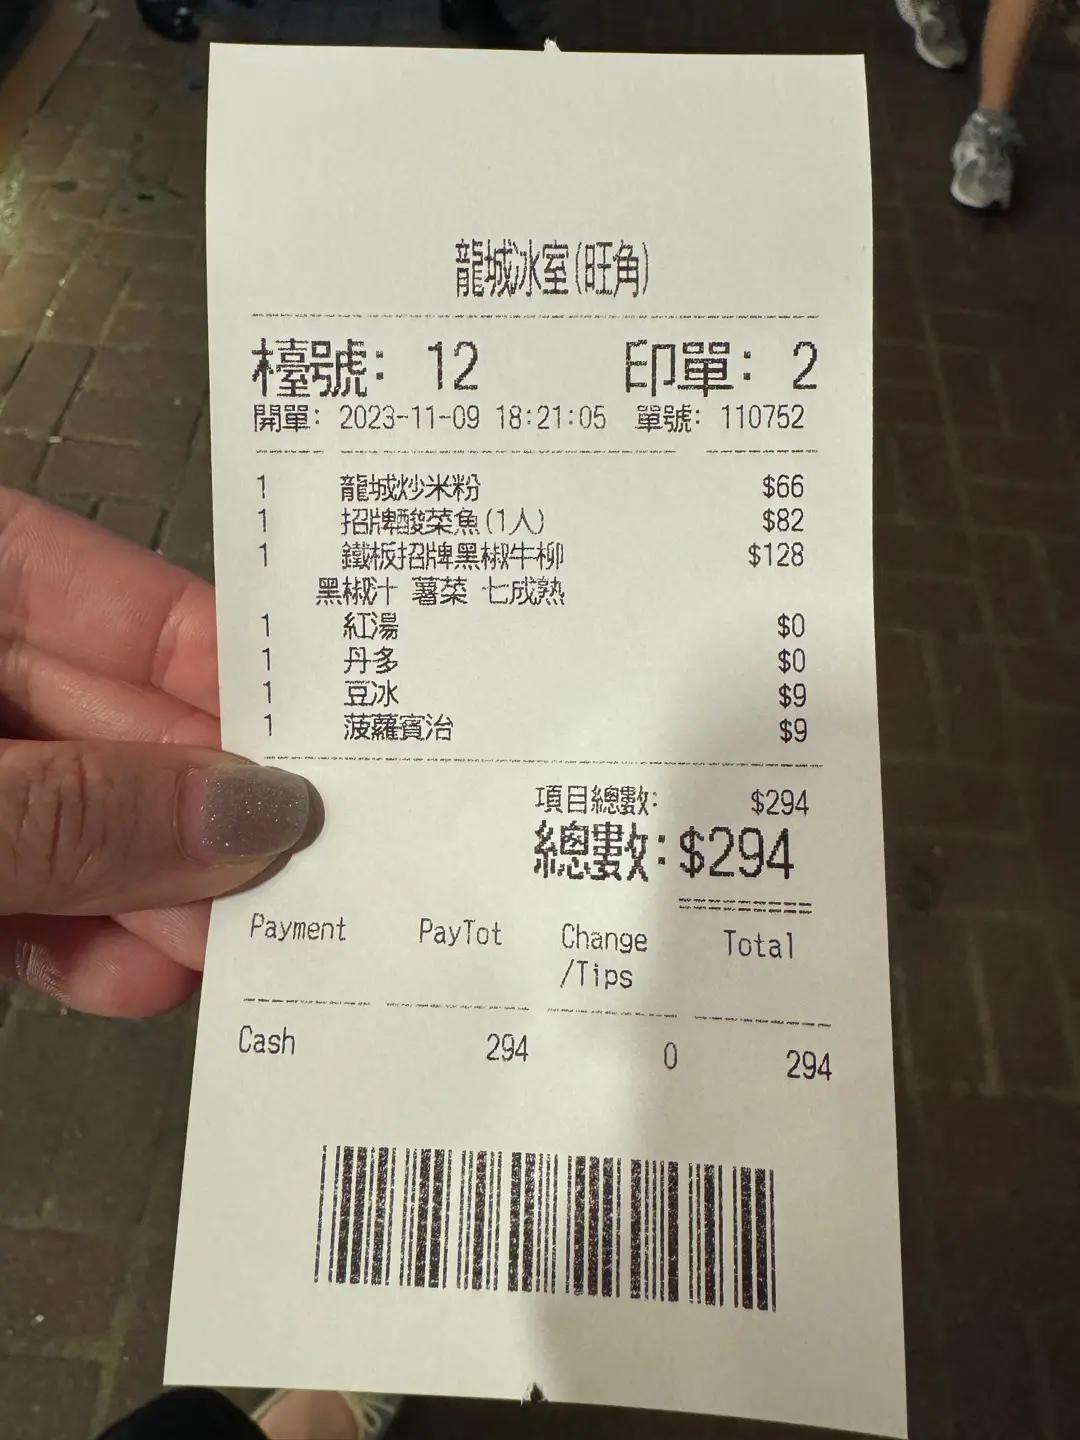 龍城冰室(旺角)
檯號: 12 印單: 2
開單: 2023-11-09 18:21:05 單號: 110752
1 龍城炒米粉 $66
1 招牌酸菜魚(1人) $82
1 鐵板招牌黑椒牛柳 $128
黑椒汁 薯菜 七成熟
1 紅湯 $0
1 丹多 $0
1 豆冰 $9
1 菠蘿賓治 $9
項目總數: $294
總數:$294
Payment PayTot Change/Tips Total
Cash 294 0 294